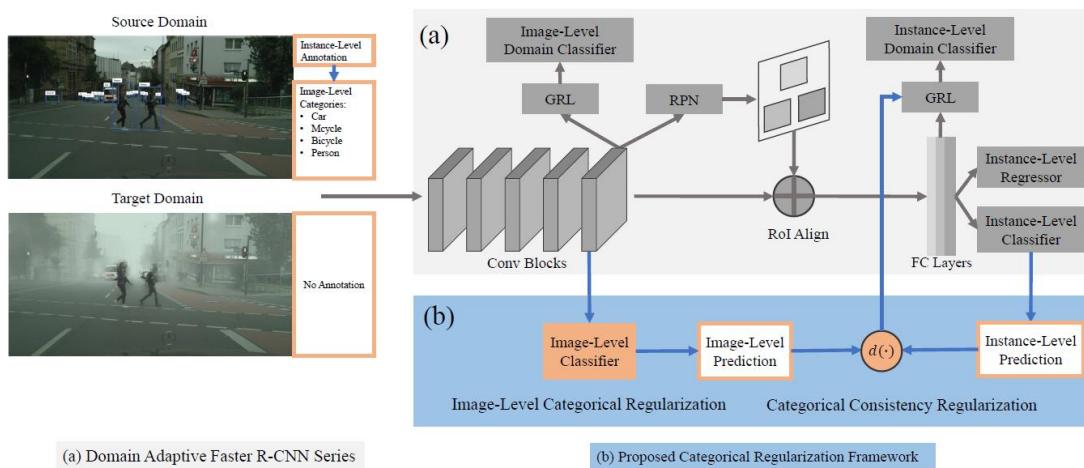 Source Domain
Instance-Level
Annotation
Image-Level
Categories:
• Car
• Mcycle
• Bicycle
• Person
Target Domain
No Annotation
(a)
Image-Level
Domain Classifier
GRL
RPN
Instance-Level
Domain Classifier
GRL
Instance-Level
Regressor
Instance-Level
Classifier
RoI Align
Conv Blocks
FC Layers
(b)
Image-Level
Classifier
Image-Level
Prediction
d(·)
Instance-Level
Prediction
Image-Level Categorical Regularization
Categorical Consistency Regularization
(a) Domain Adaptive Faster R-CNN Series
(b) Proposed Categorical Regularization Framework